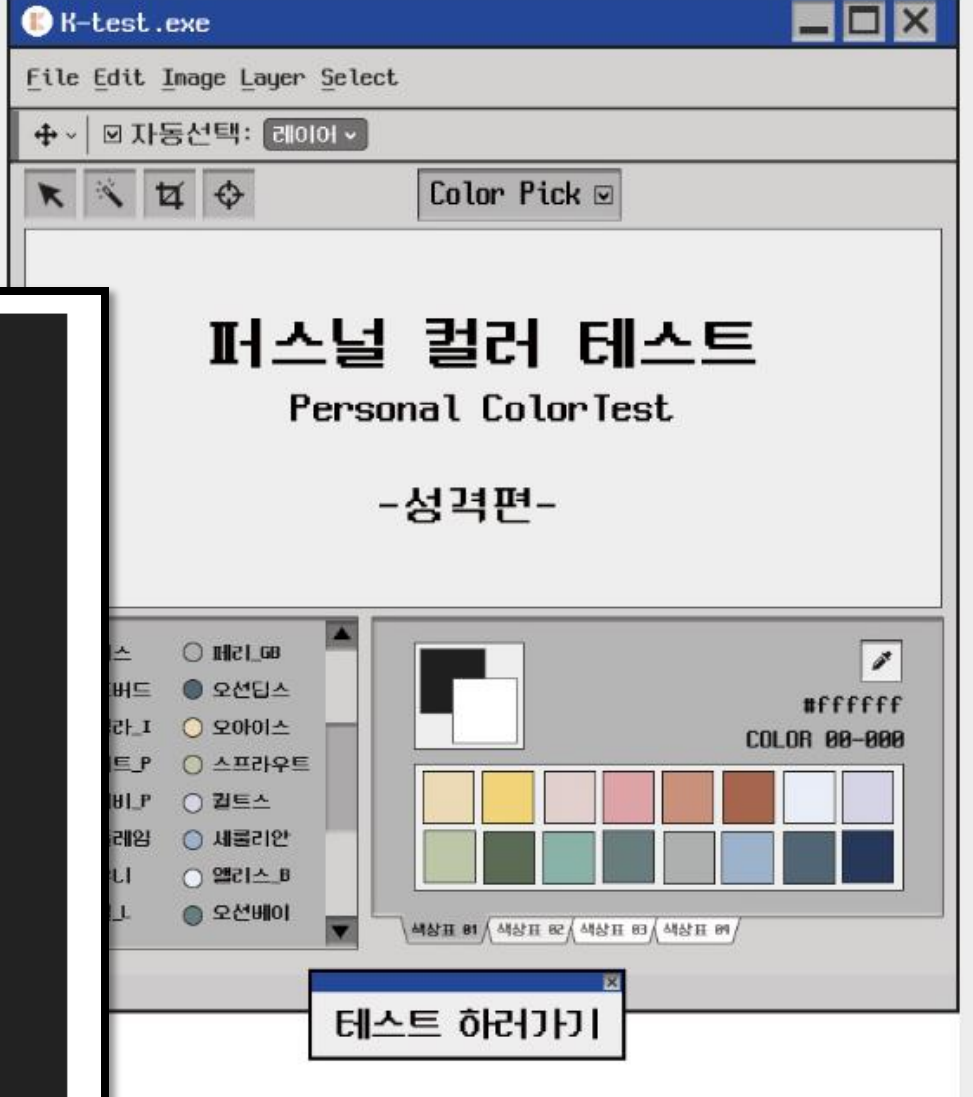 K-test.exe
File Edit Image Layer Select
자동선택: 레이어
Color Pick
퍼스널 컬러 테스트
Personal ColorTest
-성격편-
페리_GB
오션딥스
오아이스
스프라우트
퀼트스
세룰리안
앨리스_B
오션베이
#ffffff
COLOR 00-000
색상표 01 색상표 02 색상표 03 색상표 04
테스트 하러가기